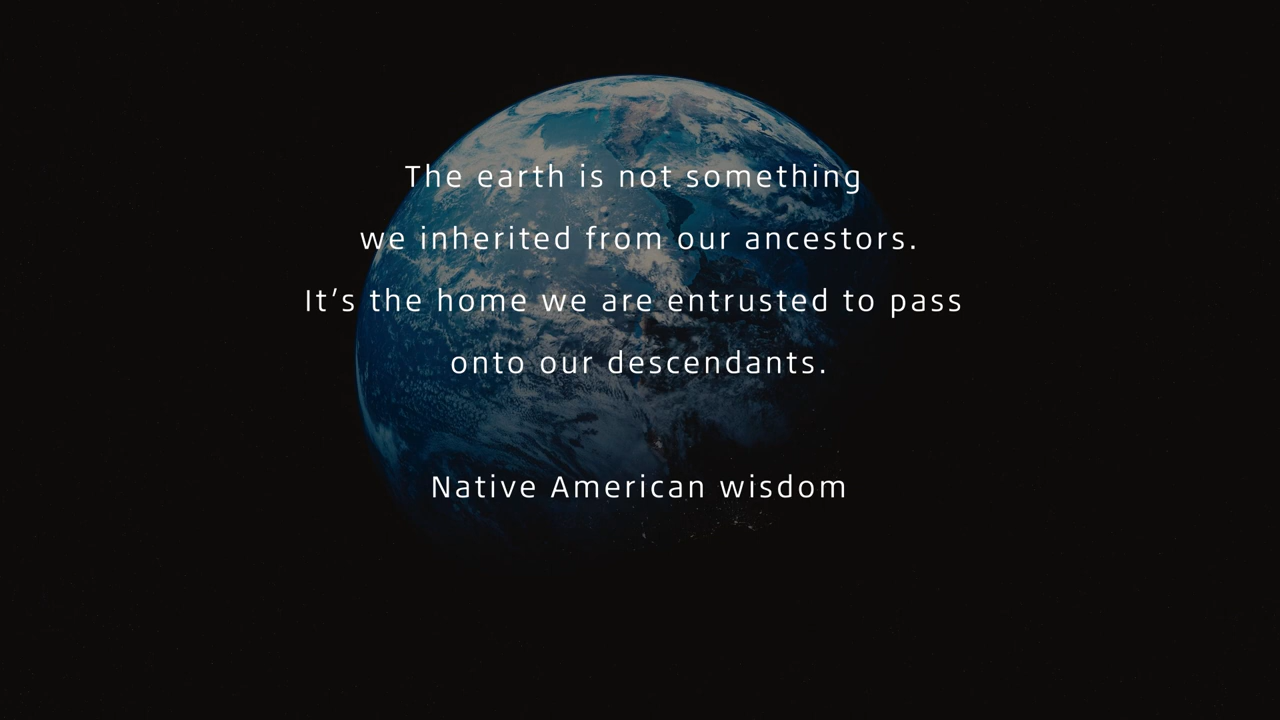 The earth is not something
we inherited from our ancestors.
It’s the home we are entrusted to pass
onto our descendants.
Native American wisdom